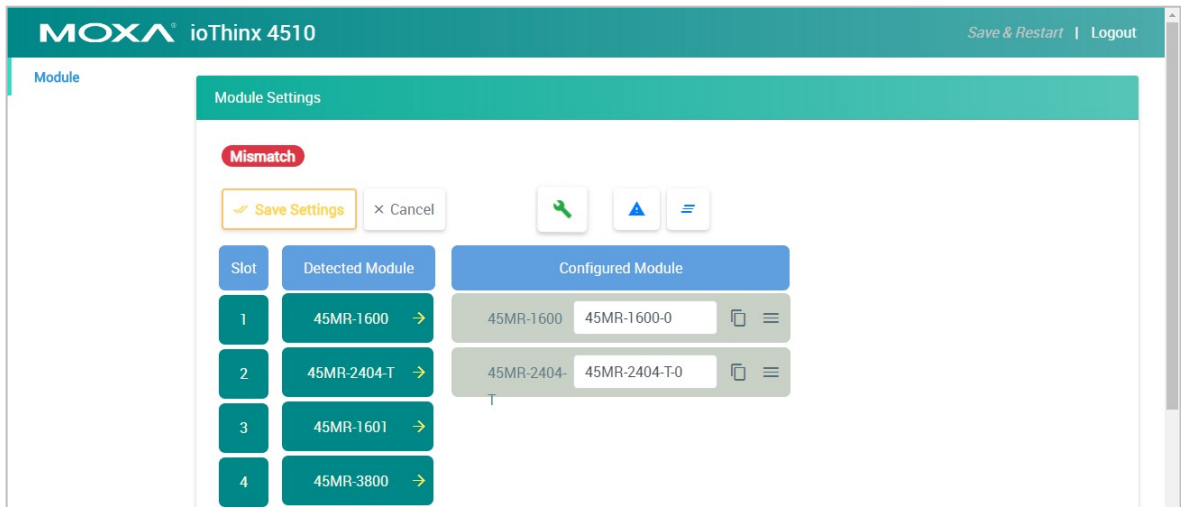 MOXA® ioThinx 4510 Save & Restart | Logout
Module
Module Settings
Mismatch
Save Settings × Cancel
Slot Detected Module Configured Module
1 45MR-1600 → 45MR-1600 45MR-1600-0
2 45MR-2404-T → 45MR-2404-T 45MR-2404-T-0
3 45MR-1601 →
4 45MR-3800 →